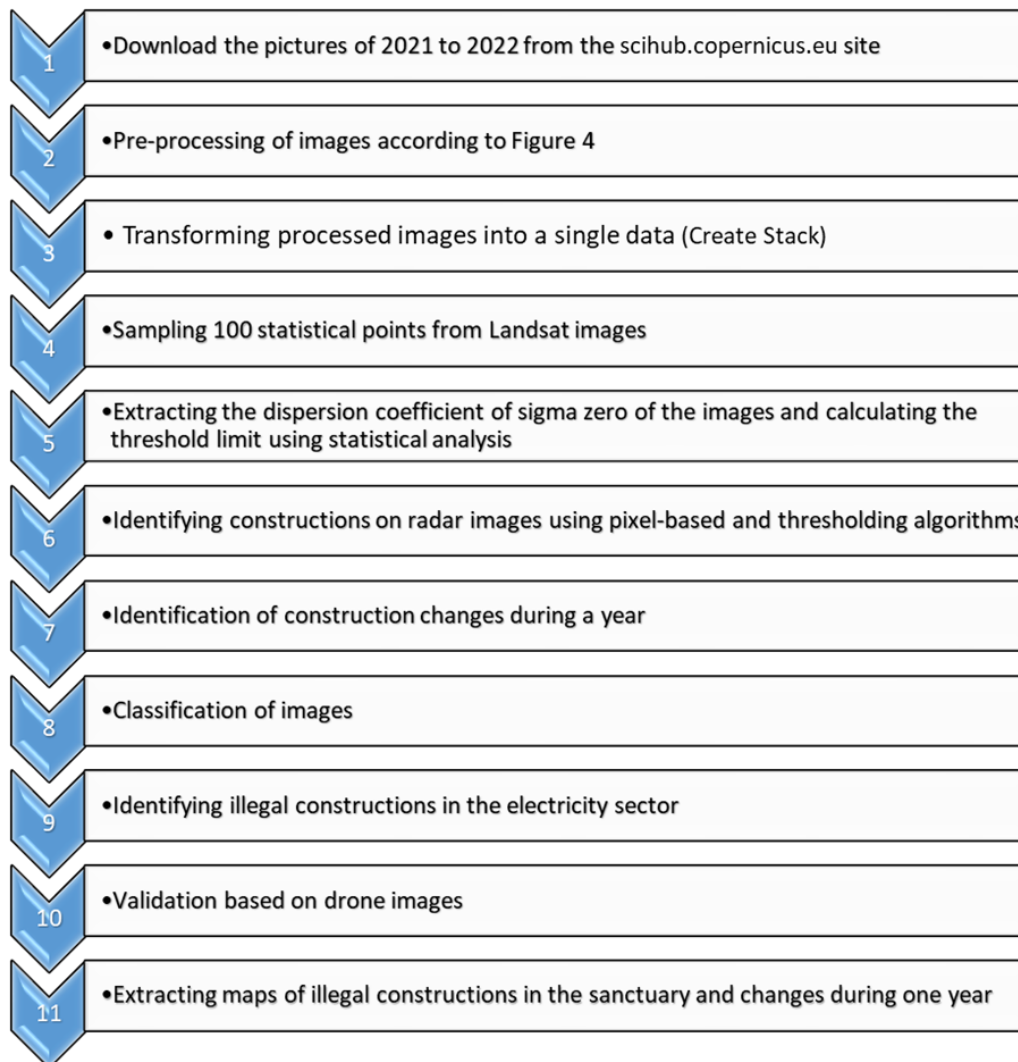 1
•Download the pictures of 2021 to 2022 from the scihub.copernicus.eu site
2
•Pre-processing of images according to Figure 4
3
• Transforming processed images into a single data (Create Stack)
4
•Sampling 100 statistical points from Landsat images
5
•Extracting the dispersion coefficient of sigma zero of the images and calculating the
threshold limit using statistical analysis
6
•Identifying constructions on radar images using pixel-based and thresholding algorithms
7
•Identification of construction changes during a year
8
•Classification of images
9
•Identifying illegal constructions in the electricity sector
10
•Validation based on drone images
11
•Extracting maps of illegal constructions in the sanctuary and changes during one year